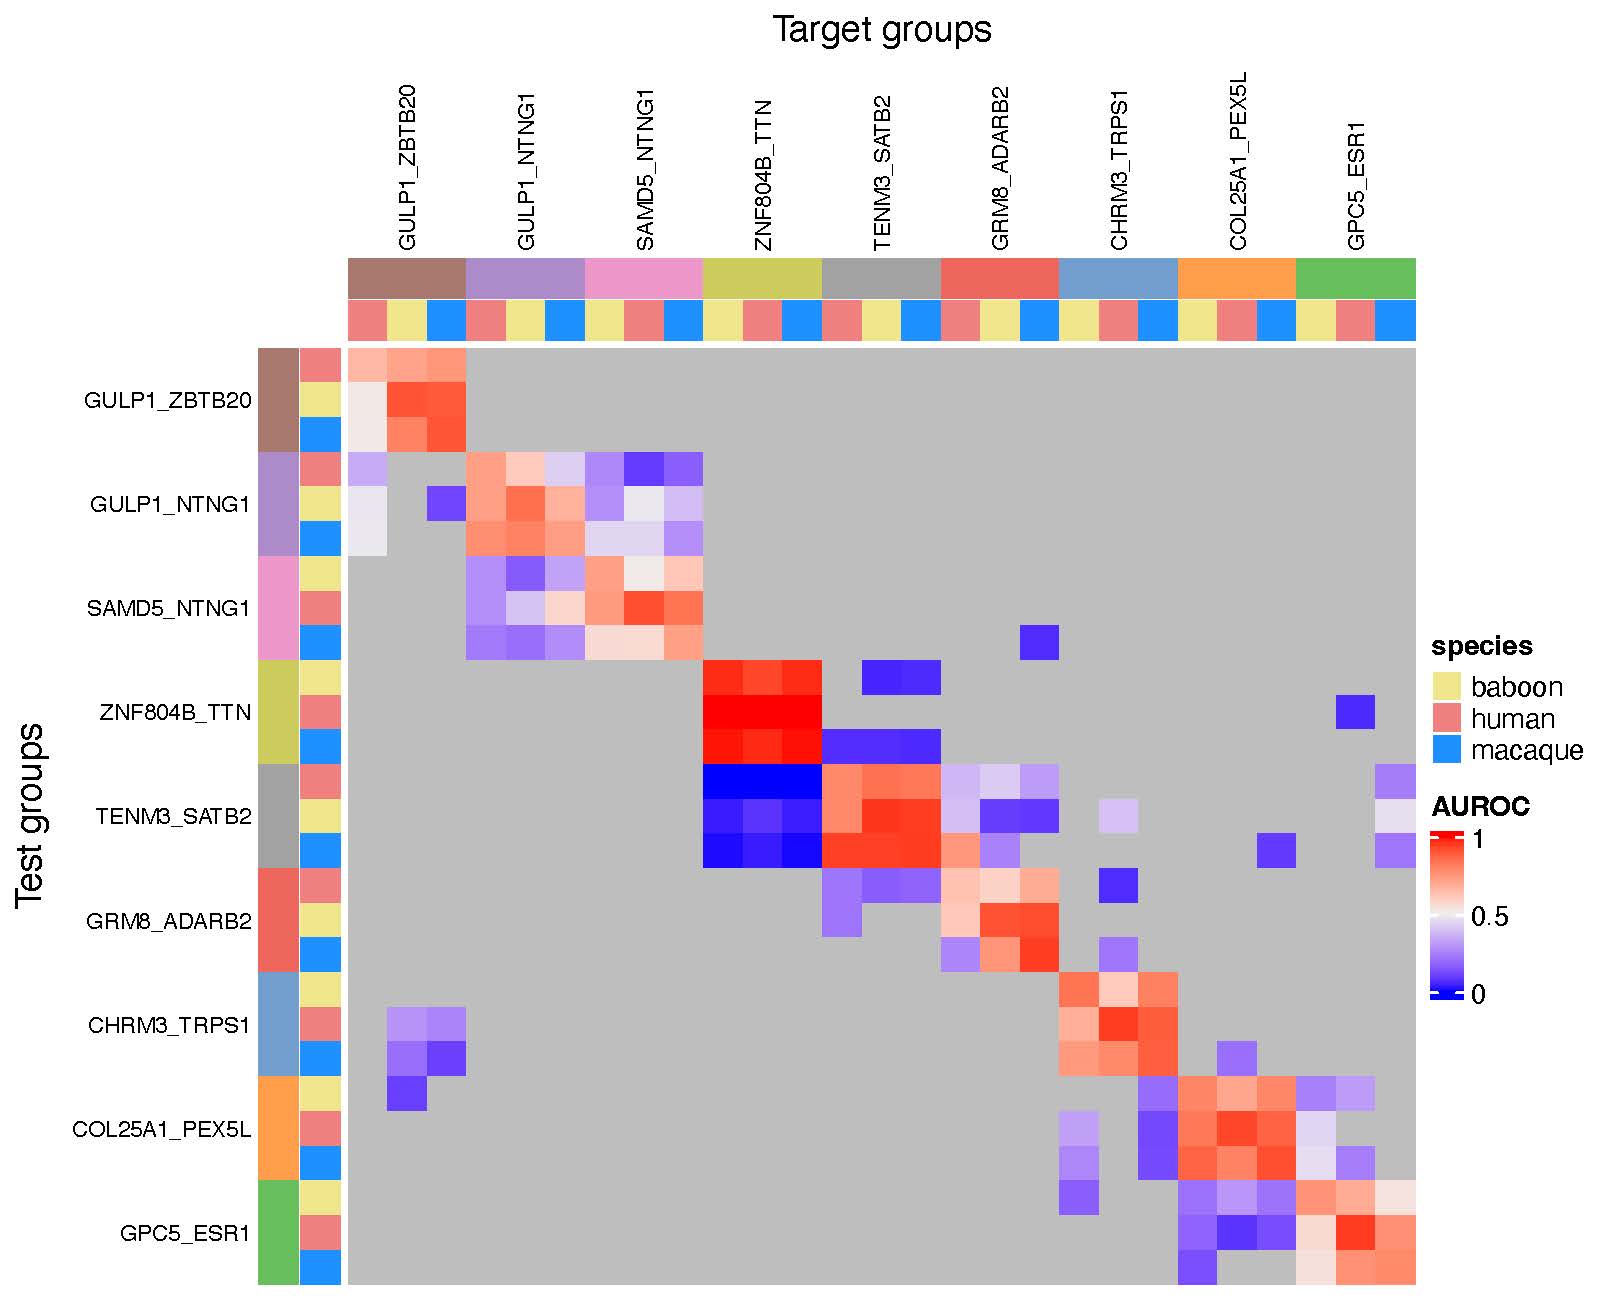 Target groups
GULP1_ZBTB20
GULP1_NTNG1
SAMD5_NTNG1
ZNF804B_TTN
TENM3_SATB2
GRM8_ADARB2
CHRM3_TRPS1
COL25A1_PEX5L
GPC5_ESR1
Test groups
GULP1_ZBTB20
GULP1_NTNG1
SAMD5_NTNG1
ZNF804B_TTN
TENM3_SATB2
GRM8_ADARB2
CHRM3_TRPS1
COL25A1_PEX5L
GPC5_ESR1
species
baboon
human
macaque
AUROC
1
0.5
0